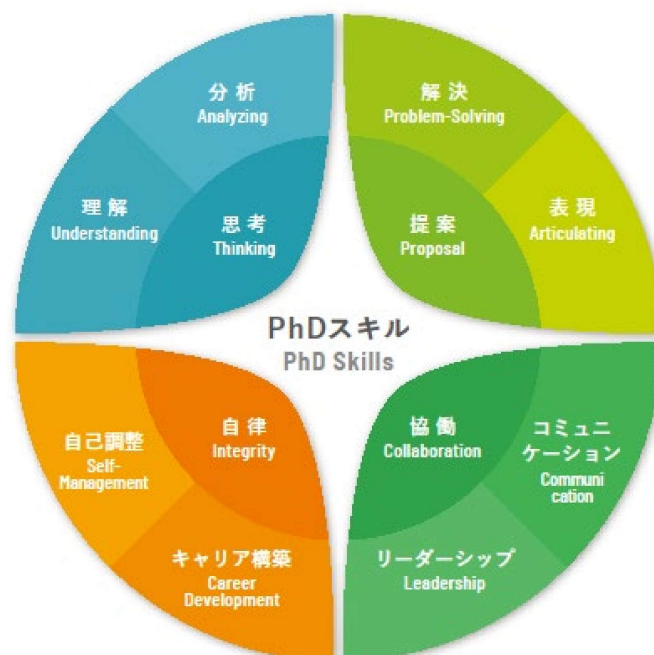 分析
Analyzing
理解
Understanding
思考
Thinking
解決
Problem-Solving
表現
Articulating
提案
Proposal
PhDスキル
PhD Skills
自己調整
Self-
Management
自律
Integrity
キャリア構築
Career
Development
協働
Collaboration
コミュニ
ケーション
Communi
cation
リーダーシップ
Leadership